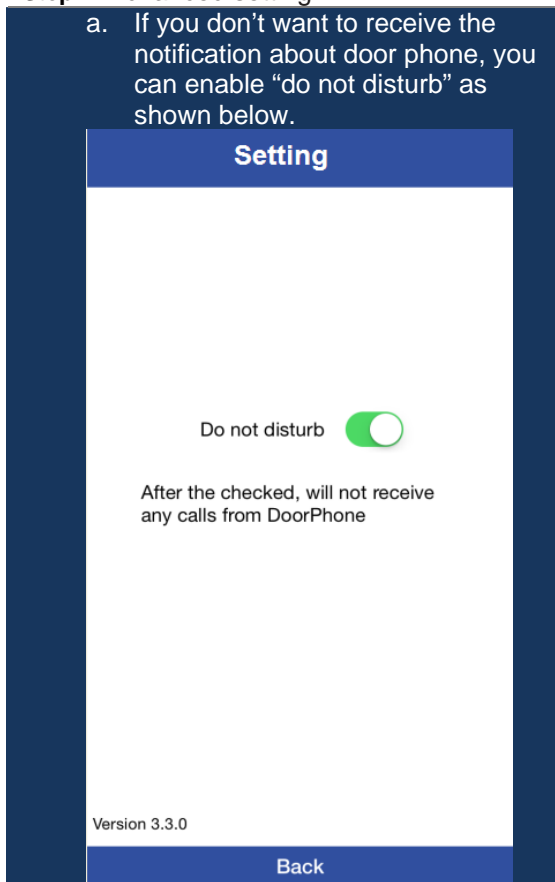 a. If you don’t want to receive the
notification about door phone, you
can enable “do not disturb” as
shown below.
Setting
Do not disturb
After the checked, will not receive
any calls from DoorPhone
Version 3.3.0
Back